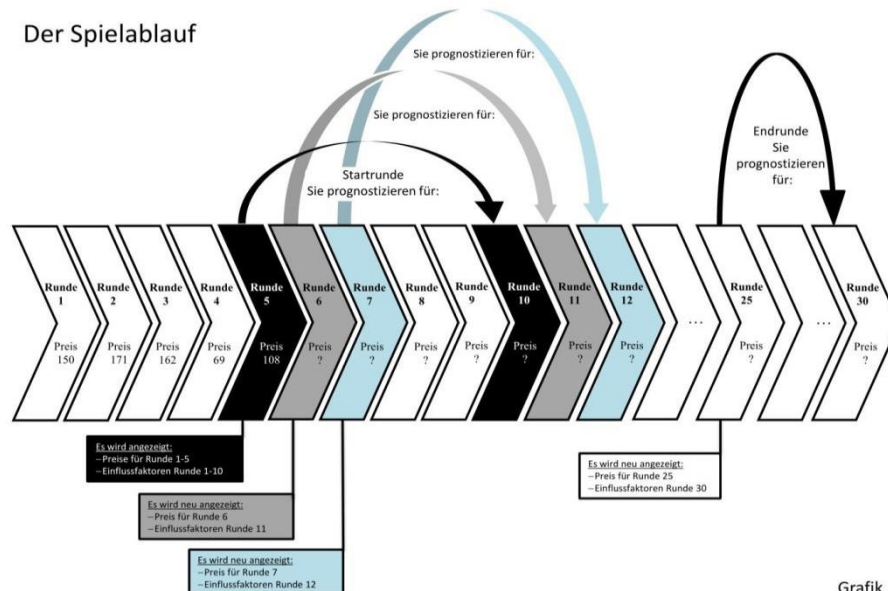 Der Spielablauf
Sie prognostizieren für:
Sie prognostizieren für:
Startrunde
Sie prognostizieren für:
Endrunde
Sie
prognostizieren
für:
Runde
1
Preis
150
Runde
2
Preis
171
Runde
3
Preis
162
Runde
4
Preis
69
Runde
5
Preis
108
Runde
6
Preis
?
Runde
7
Preis
?
Runde
8
Preis
?
Runde
9
Preis
?
Runde
10
Preis
?
Runde
11
Preis
?
Runde
12
Preis
?
...
Runde
25
Preis
?
...
Runde
30
Preis
?
Es wird angezeigt:
–Preise für Runde 1-5
–Einflussfaktoren Runde 1-10
Es wird neu angezeigt:
–Preis für Runde 6
–Einflussfaktoren Runde 11
Es wird neu angezeigt:
–Preis für Runde 7
–Einflussfaktoren Runde 12
Es wird neu angezeigt:
–Preis für Runde 25
–Einflussfaktoren Runde 30
Grafik